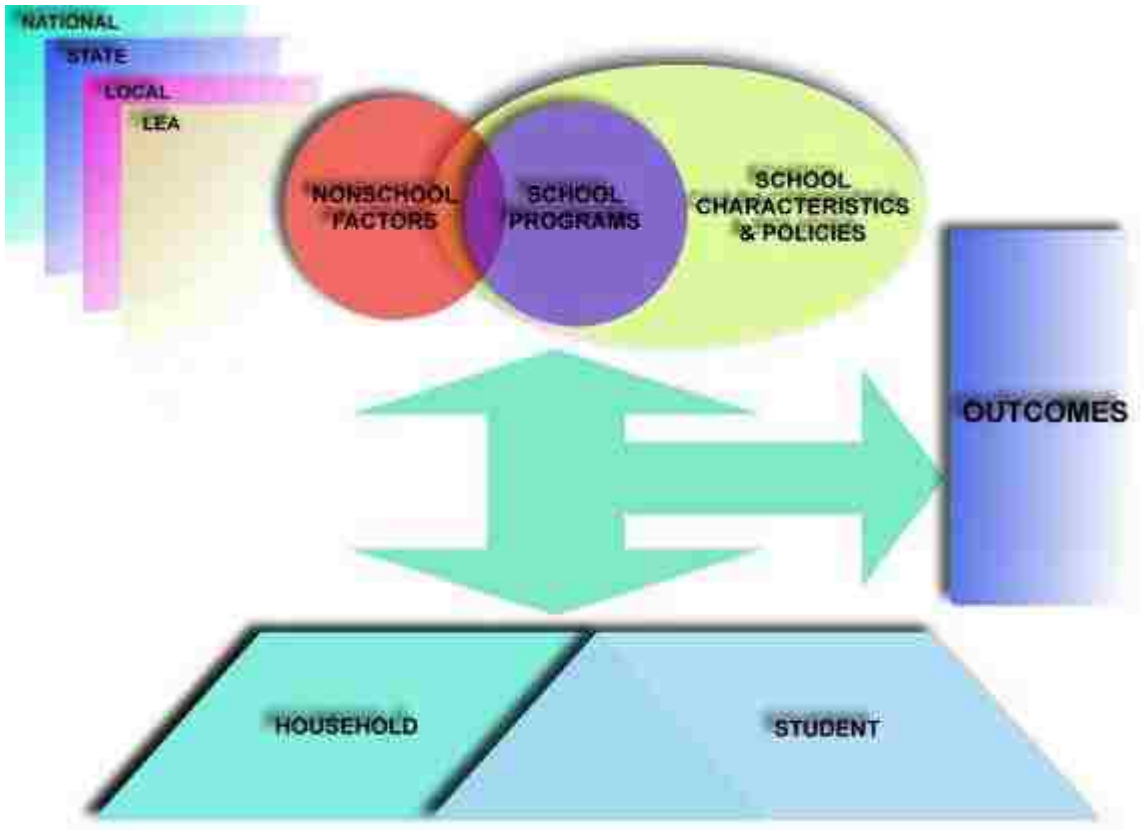 NATIONAL
STATE
LOCAL
LEA
NONSCHOOL
FACTORS
SCHOOL
PROGRAMS
SCHOOL
CHARACTERISTICS
& POLICIES
OUTCOMES
HOUSEHOLD
STUDENT